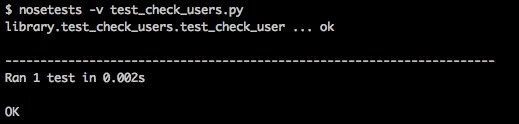 $ nosetests -v test_check_users.py
library.test_check_users.test_check_user ... ok
----------------------------------------------------------------------
Ran 1 test in 0.002s
OK